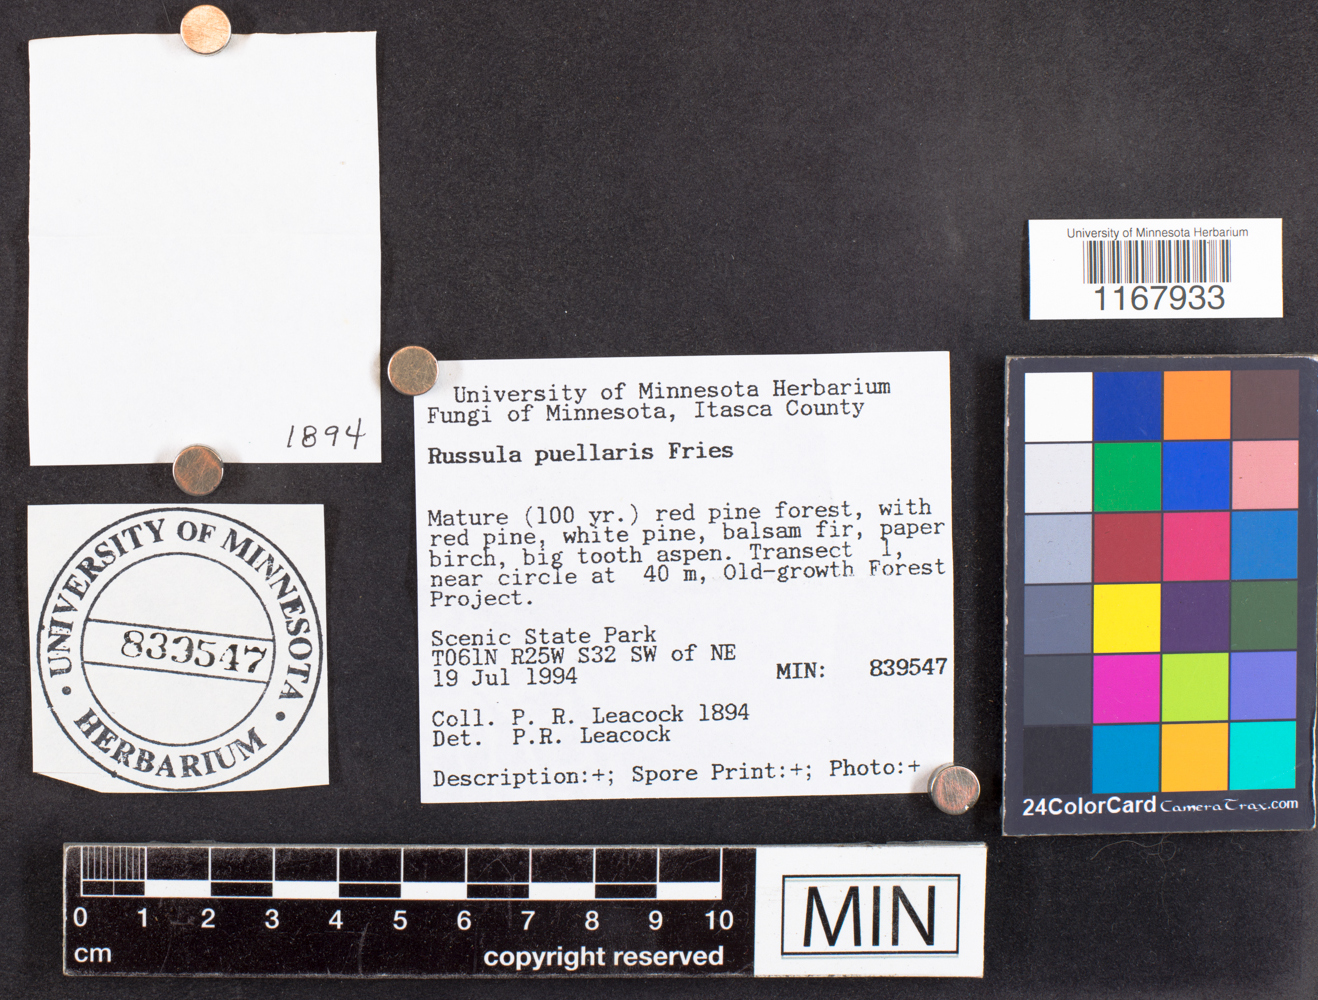 1894
UNIVERSITY OF MINNESOTA
839547
HERBARIUM
University of Minnesota Herbarium
Fungi of Minnesota, Itasca County
Russula puellaris Fries
Mature (100 yr.) red pine forest, with
red pine, white pine, balsam fir, paper
birch, big tooth aspen. Transect 1,
near circle at 40 m, Old-growth Forest
Project.
Scenic State Park
T061N R25W S32 SW of NE
19 Jul 1994 MIN: 839547
Coll. P. R. Leacock 1894
Det. P.R. Leacock
Description:+; Spore Print:+; Photo:+
University of Minnesota Herbarium
1167933
24ColorCard CameraTrax.com
0 1 2 3 4 5 6 7 8 9 10
cm copyright reserved
MIN